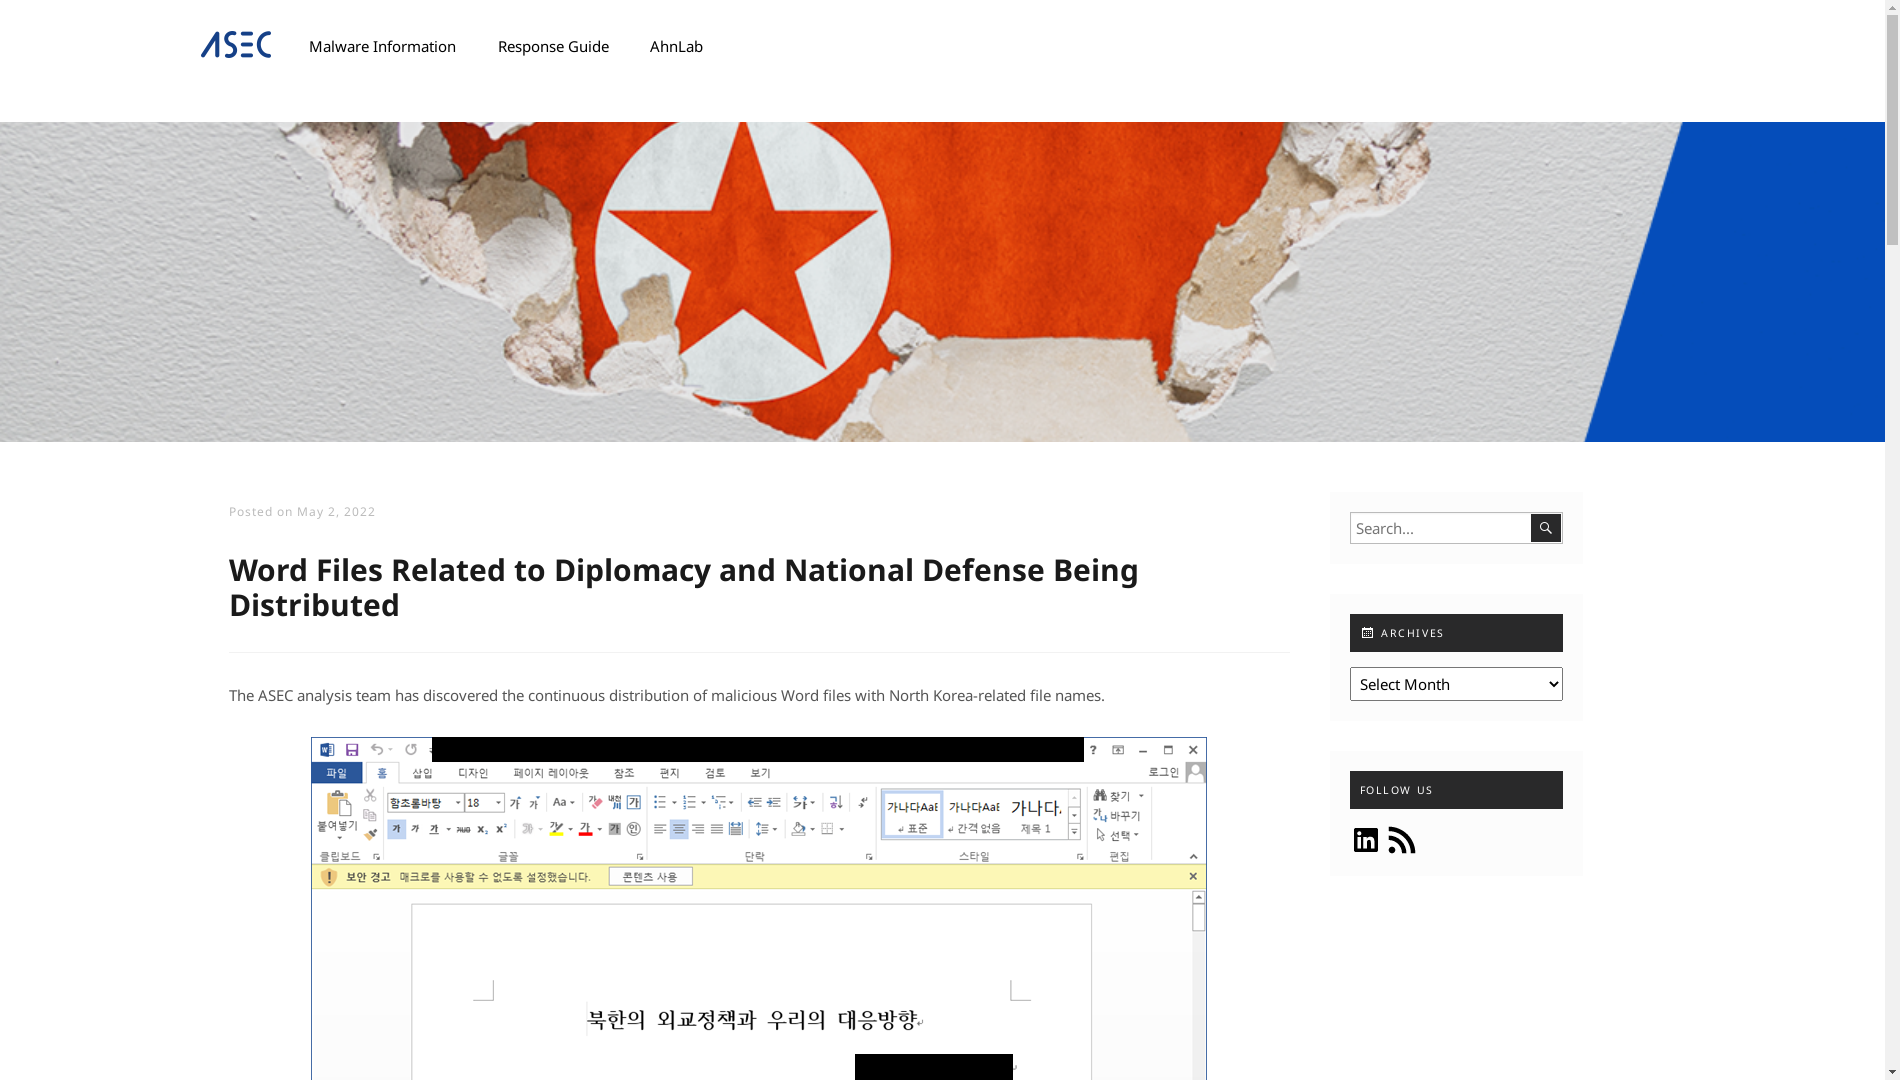 ASEC
Malware Information
Response Guide
AhnLab
Posted on May 2, 2022
Word Files Related to Diplomacy and National Defense Being
Distributed
The ASEC analysis team has discovered the continuous distribution of malicious Word files with North Korea-related file names.
파일 홈 삽입 디자인 페이지 레이아웃 참조 편지 검토 보기 로그인
붙여넣기
함초롬바탕 18
가나다AaE 가나다AaE 가나다.
표준 간격 없음 제목 1
찾기
바꾸기
선택
클립보드 글꼴 단락 스타일 편집
보안 경고 매크로를 사용할 수 없도록 설정했습니다. 콘텐츠 사용
북한의 외교정책과 우리의 대응방향
Search...
ARCHIVES
Select Month
FOLLOW US